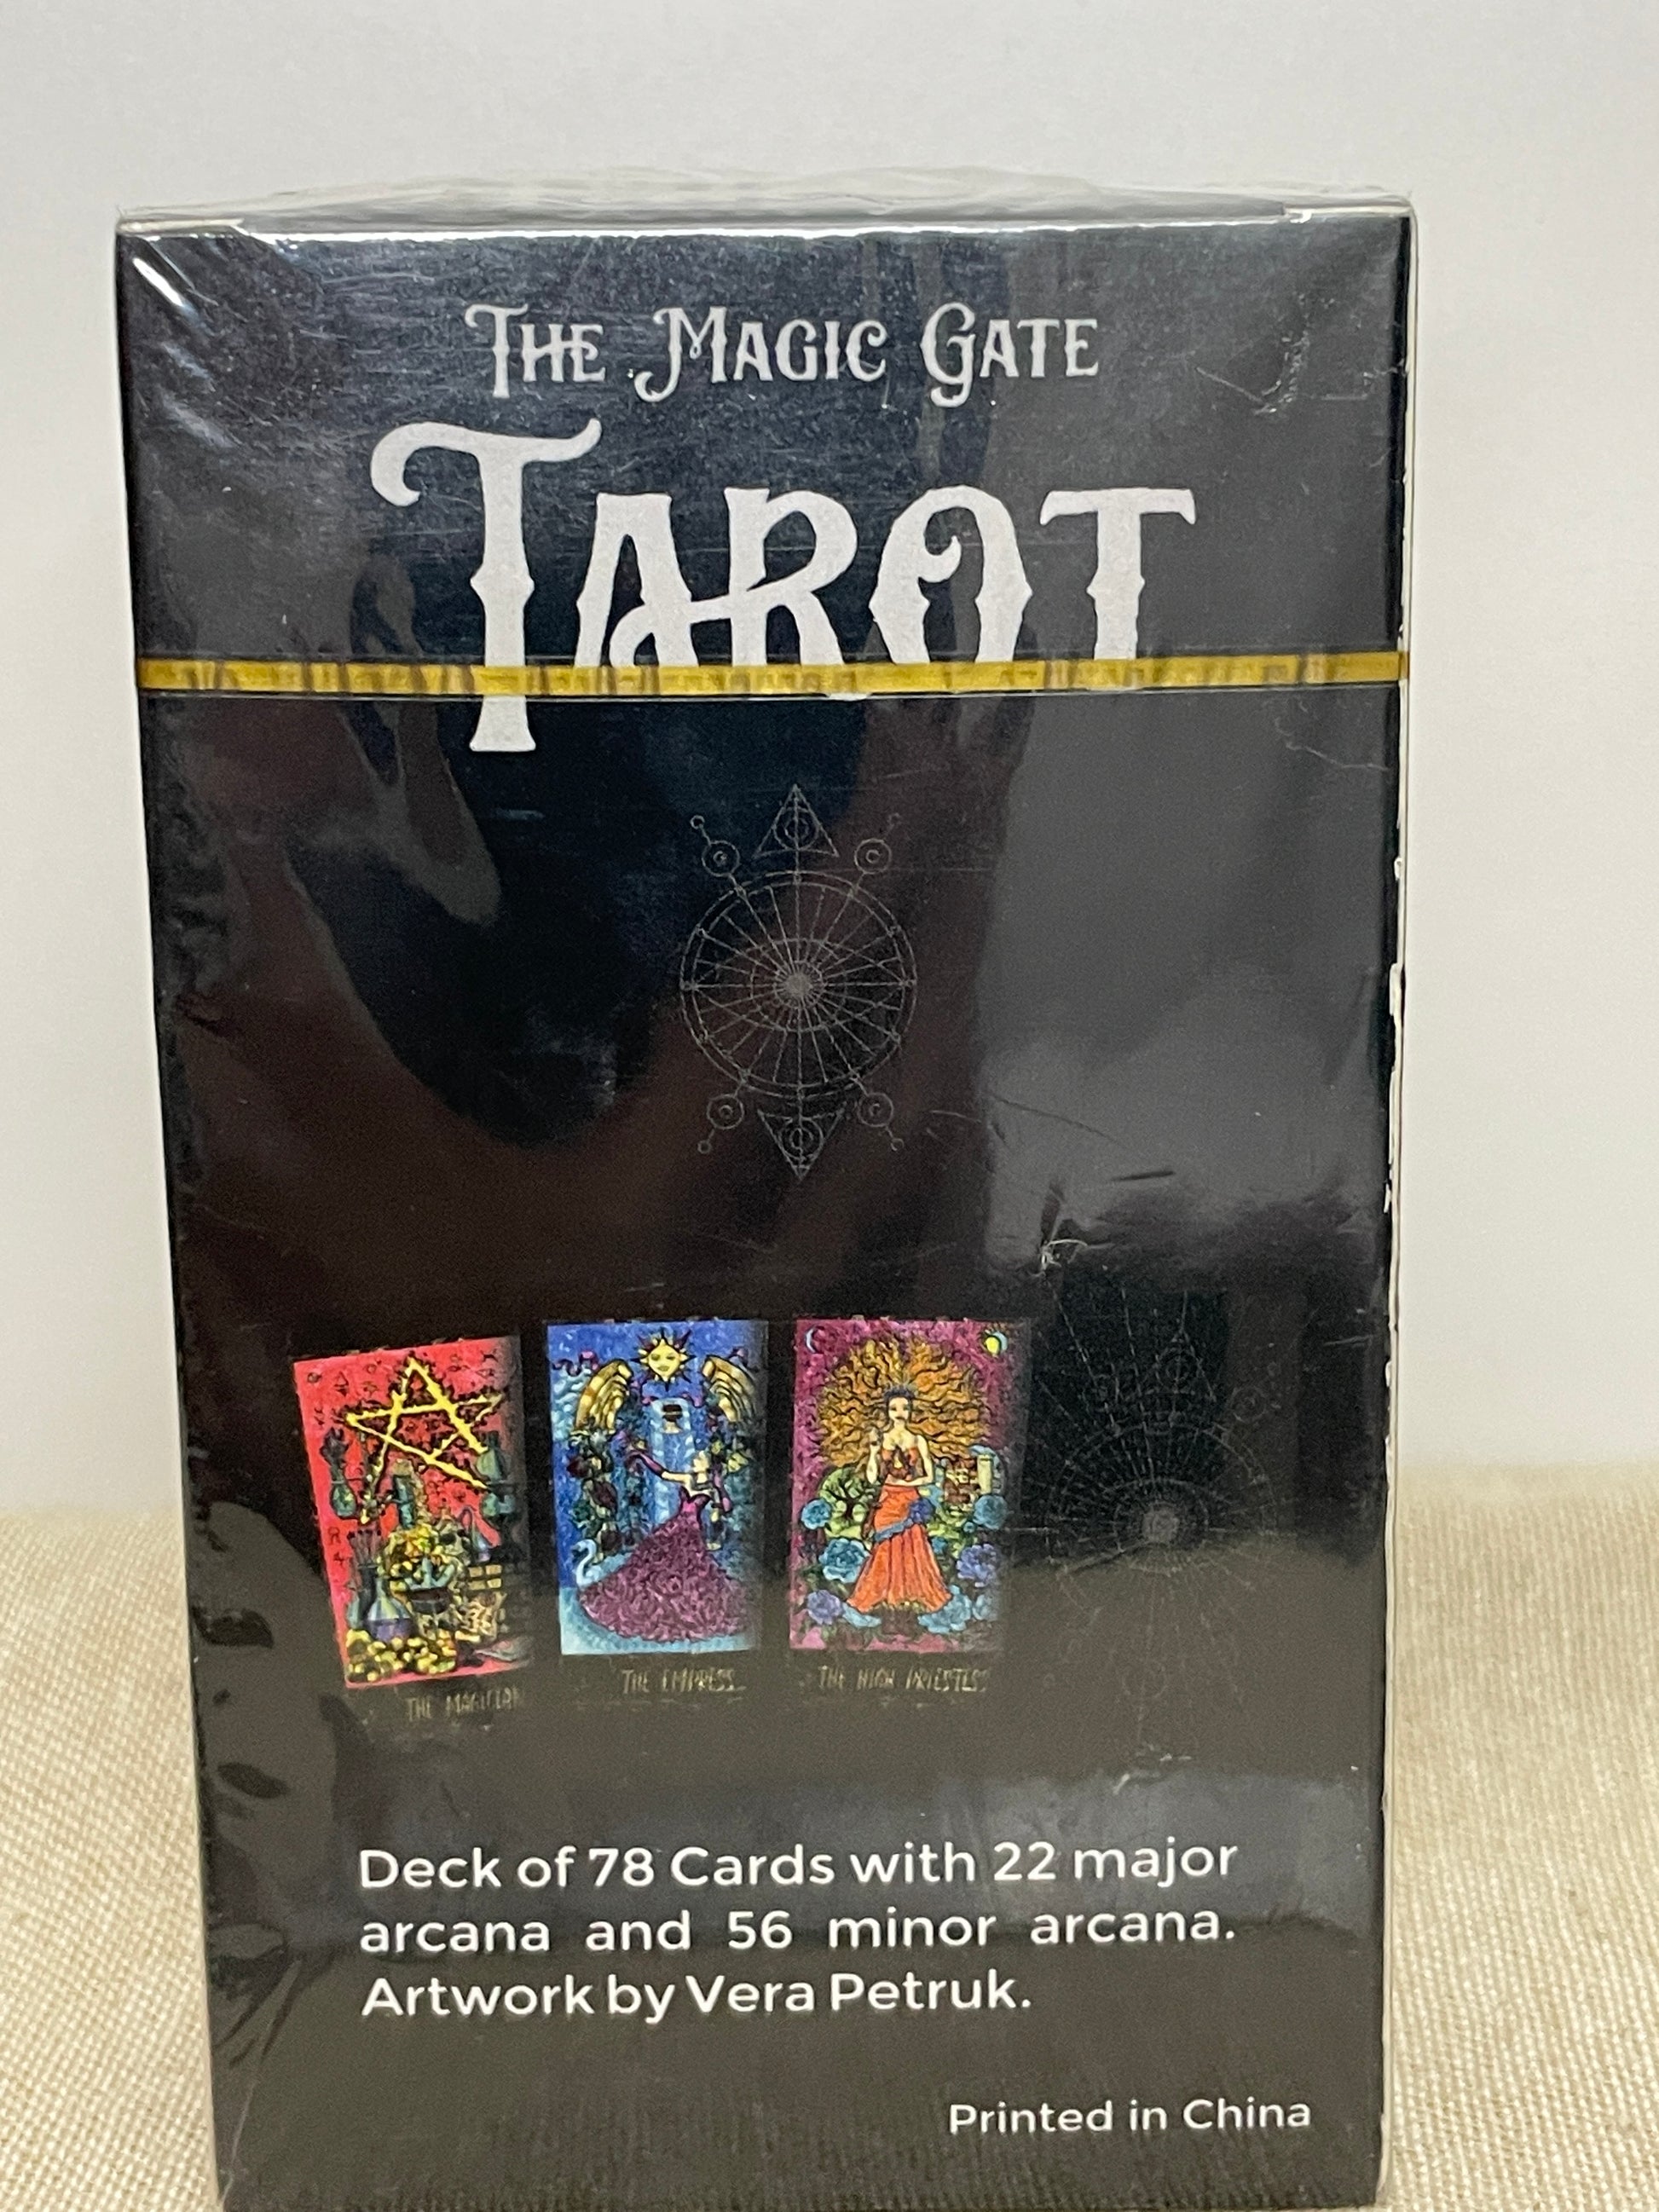 The Magic Gate
Tarot
THE MAGICIAN
THE EMPRESS
THE HIGH PRIESTESS
Deck of 78 Cards with 22 major
arcana and 56 minor arcana.
Artwork by Vera Petruk.
Printed in China